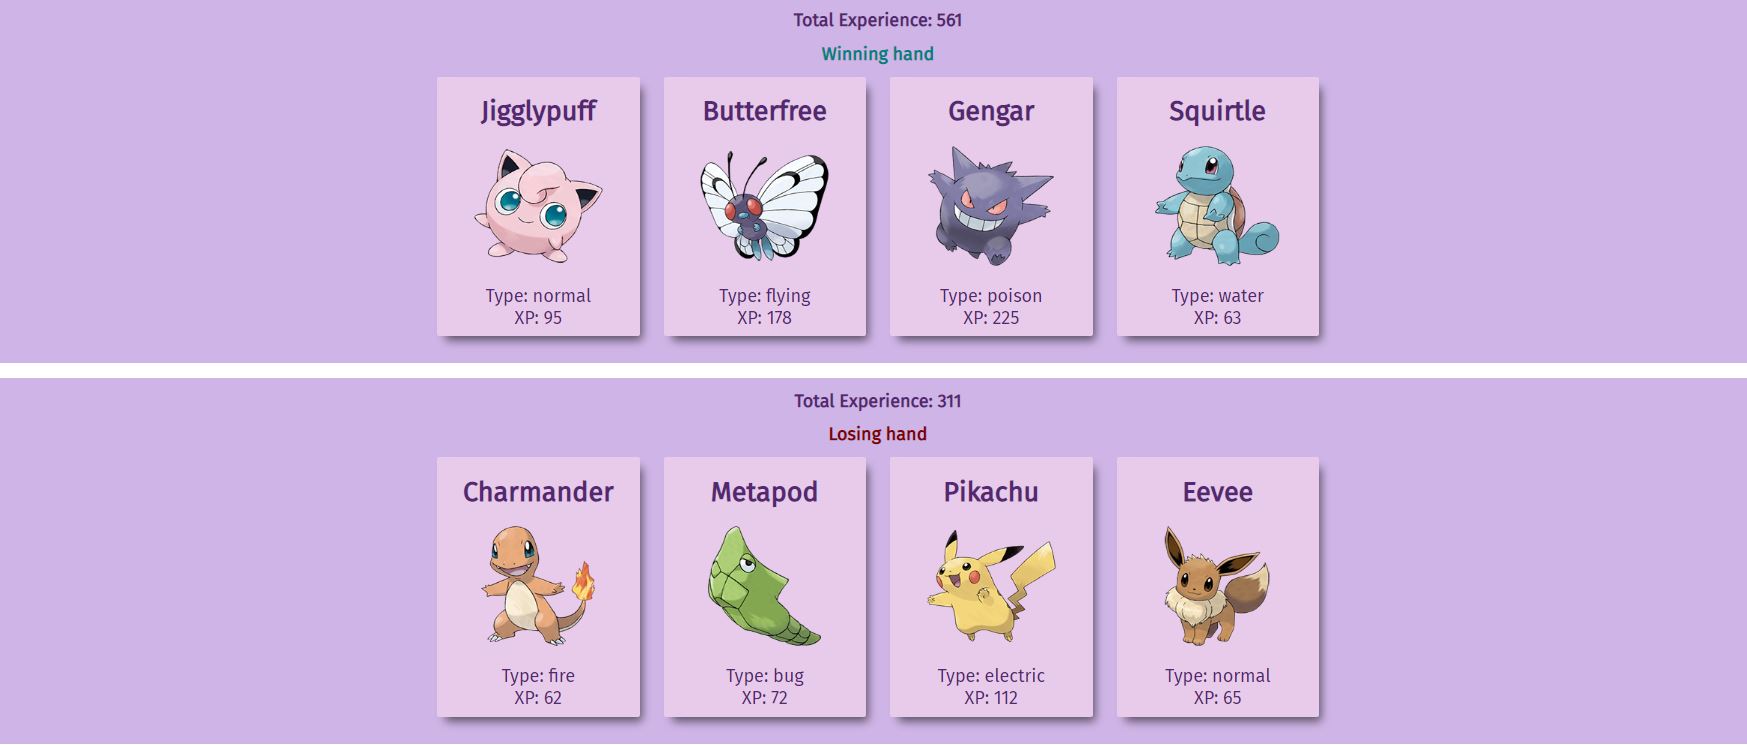 Total Experience: 561
Winning hand
Jigglypuff
Type: normal
XP: 95
Butterfree
Type: flying
XP: 178
Gengar
Type: poison
XP: 225
Squirtle
Type: water
XP: 63
Total Experience: 311
Losing hand
Charmander
Type: fire
XP: 62
Metapod
Type: bug
XP: 72
Pikachu
Type: electric
XP: 112
Eevee
Type: normal
XP: 65